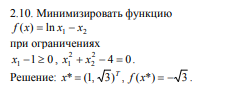 2.10. Минимизировать функцию
f(x) = ln x₁ − x₂
при ограничениях
x₁ − 1 ≥ 0, x₁² + x₂² − 4 = 0.
Решение: x* = (1, √3)ᵀ, f(x*) = −√3.